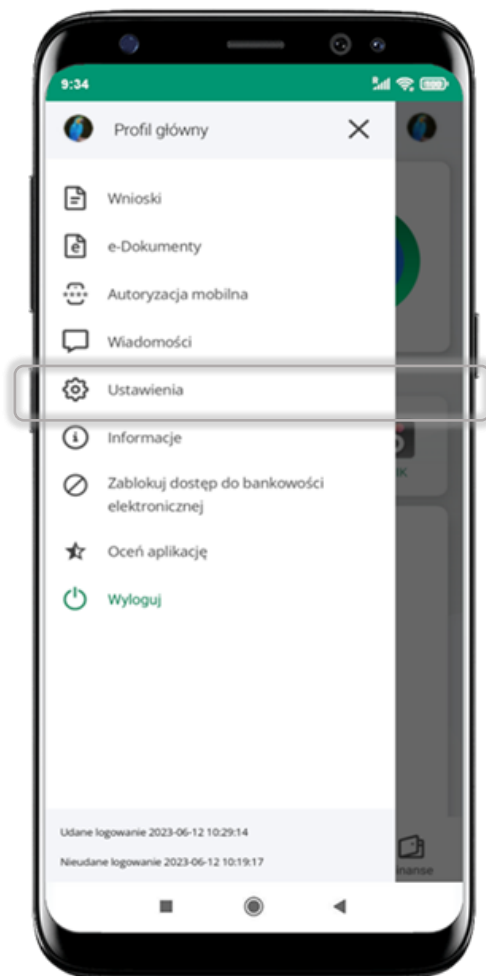 9:34
Profil główny
Wnioski
e-Dokumenty
Autoryzacja mobilna
Wiadomości
Ustawienia
Informacje
Zablokuj dostęp do bankowości
elektronicznej
Oceń aplikację
Wyloguj
Udane logowanie 2023-06-12 10:29:14
Nieudane logowanie 2023-06-12 10:19:17
inanse